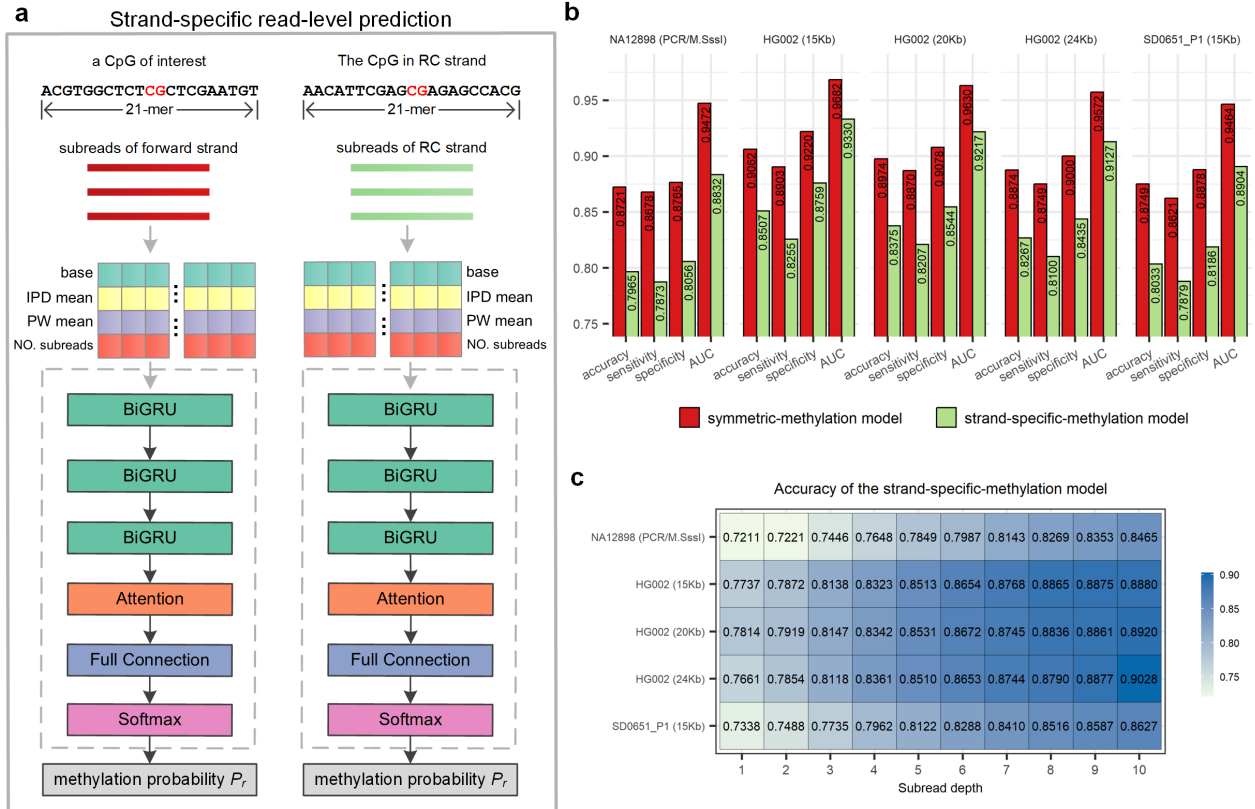 a
Strand-specific read-level prediction
a CpG of interest
The CpG in RC strand
ACGTGGCTCTCGCTCGAATGT
AACATTCGAGCGAGAGCCACG
21-mer
21-mer
subreads of forward strand
subreads of RC strand
base
IPD mean
PW mean
NO. subreads
base
IPD mean
PW mean
NO. subreads
BiGRU
BiGRU
BiGRU
Attention
Full Connection
Softmax
methylation probability Pr
BiGRU
BiGRU
BiGRU
Attention
Full Connection
Softmax
methylation probability Pr
b
NA12898 (PCR/M.SssI)
HG002 (15Kb)
HG002 (20Kb)
HG002 (24Kb)
SD0651_P1 (15Kb)
0.95
0.90
0.85
0.80
0.75
0.8721
0.7965
0.8678
0.7873
0.8765
0.8056
0.9472
0.8832
0.9062
0.8507
0.8903
0.8255
0.9220
0.8759
0.9682
0.9330
0.8974
0.8375
0.8870
0.8207
0.9078
0.8544
0.9630
0.9217
0.8874
0.8267
0.8749
0.8100
0.9000
0.8435
0.9572
0.9127
0.8749
0.8033
0.8621
0.7879
0.8878
0.8186
0.9464
0.8904
accuracy
sensitivity
specificity
AUC
accuracy
sensitivity
specificity
AUC
accuracy
sensitivity
specificity
AUC
accuracy
sensitivity
specificity
AUC
accuracy
sensitivity
specificity
AUC
symmetric-methylation model
strand-specific-methylation model
c
Accuracy of the strand-specific-methylation model
NA12898 (PCR/M.SssI) 0.7211 0.7221 0.7446 0.7648 0.7849 0.7987 0.8143 0.8269 0.8353 0.8465
HG002 (15Kb) 0.7737 0.7872 0.8138 0.8323 0.8513 0.8654 0.8768 0.8865 0.8875 0.8880
HG002 (20Kb) 0.7814 0.7919 0.8147 0.8342 0.8531 0.8672 0.8745 0.8836 0.8861 0.8920
HG002 (24Kb) 0.7661 0.7854 0.8118 0.8361 0.8510 0.8653 0.8744 0.8790 0.8877 0.9028
SD0651_P1 (15Kb) 0.7338 0.7488 0.7735 0.7962 0.8122 0.8288 0.8410 0.8516 0.8587 0.8627
1 2 3 4 5 6 7 8 9 10
Subread depth
0.90
0.85
0.80
0.75